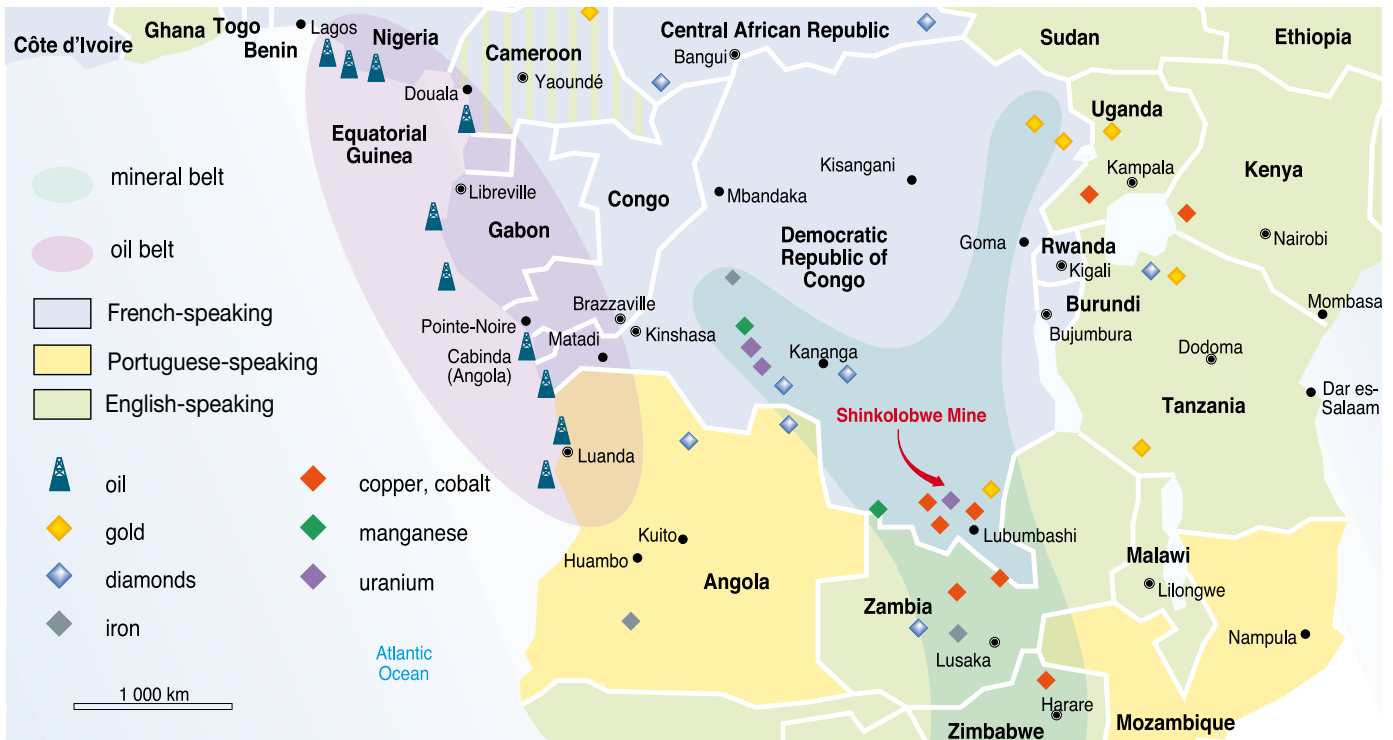 Côte d'Ivoire
Ghana
Togo
Benin
Lagos
Nigeria
Cameroon
Yaoundé
Douala
Central African Republic
Bangui
Sudan
Ethiopia
Equatorial
Guinea
Libreville
Gabon
Congo
Mbandaka
Kisangani
Democratic
Republic of
Congo
Uganda
Kampala
Kenya
Nairobi
Goma
Rwanda
Kigali
Burundi
Bujumbura
Mombasa
Dodoma
Tanzania
Dar es-
Salaam
Brazzaville
Kinshasa
Pointe-Noire
Matadi
Cabinda
(Angola)
Kananga
Shinkolobwe Mine
Luanda
Lubumbashi
Kuito
Huambo
Angola
Zambia
Lusaka
Malawi
Lilongwe
Nampula
Harare
Zimbabwe
Mozambique
mineral belt
oil belt
French-speaking
Portuguese-speaking
English-speaking
oil
gold
diamonds
iron
copper, cobalt
manganese
uranium
Atlantic
Ocean
1 000 km